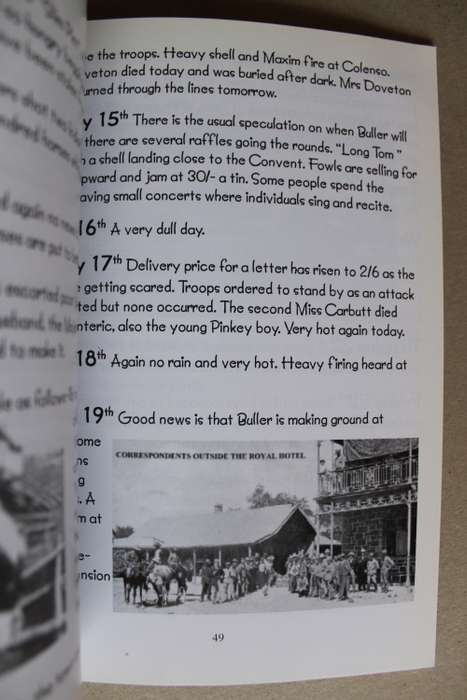 the troops. Heavy shell and Maxim fire at Colenso.
veton died today and was buried after dark. Mrs Doveton
urned through the lines tomorrow.
y 15th There is the usual speculation on when Buller will
there are several raffles going the rounds. "Long Tom"
a shell landing close to the Convent. Fowls are selling for
pward and jam at 30/- a tin. Some people spend the
aving small concerts where individuals sing and recite.
16th A very dull day.
y 17th Delivery price for a letter has risen to 2/6 as the
getting scared. Troops ordered to stand by as an attack
ted but none occurred. The second Miss Carbutt died
nteric, also the young Pinkey boy. Very hot again today.
18th Again no rain and very hot. Heavy firing heard at
19th Good news is that Buller is making ground at
ome
ns
g
. A
m at
e-
nsion
CORRESPONDENTS OUTSIDE THE ROYAL HOTEL
49